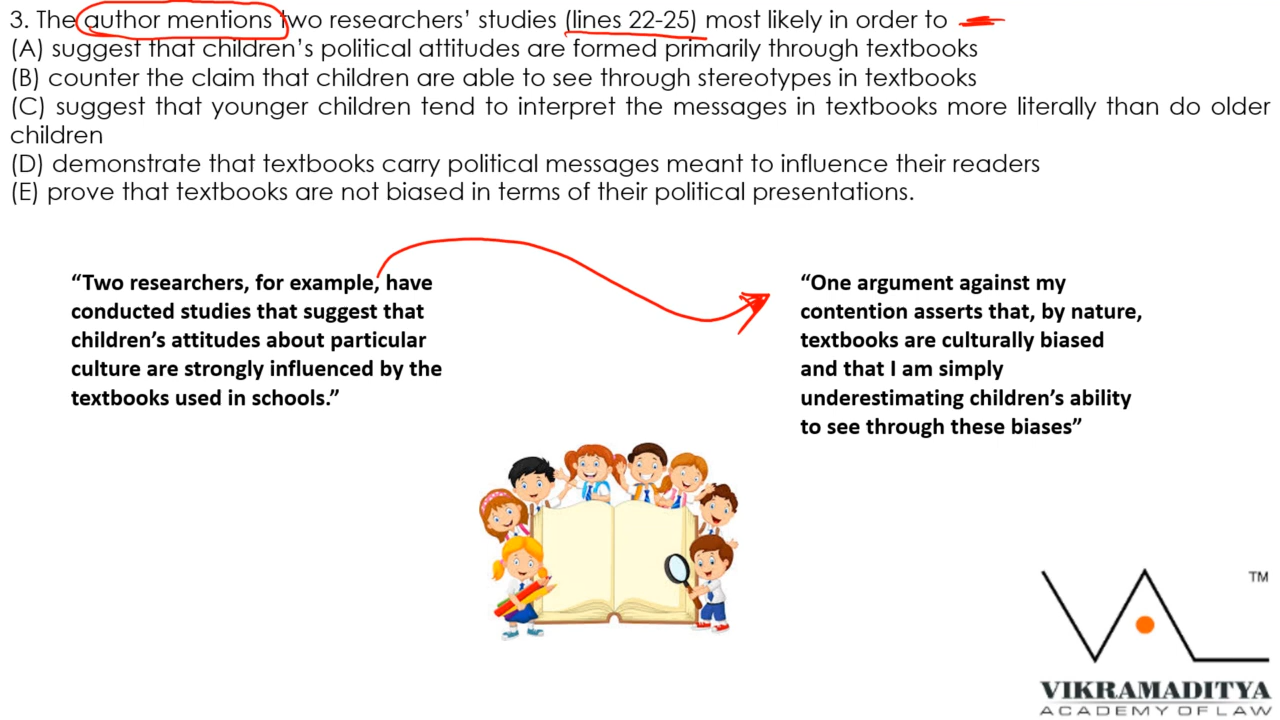 3. The author mentions two researchers’ studies (lines 22-25) most likely in order to
(A) suggest that children’s political attitudes are formed primarily through textbooks
(B) counter the claim that children are able to see through stereotypes in textbooks
(C) suggest that younger children tend to interpret the messages in textbooks more literally than do older
children
(D) demonstrate that textbooks carry political messages meant to influence their readers
(E) prove that textbooks are not biased in terms of their political presentations.
“Two researchers, for example, have
conducted studies that suggest that
children’s attitudes about particular
culture are strongly influenced by the
textbooks used in schools.”
“One argument against my
contention asserts that, by nature,
textbooks are culturally biased
and that I am simply
underestimating children’s ability
to see through these biases”
TM
VIKRAMADITYA
ACADEMY OF LAW